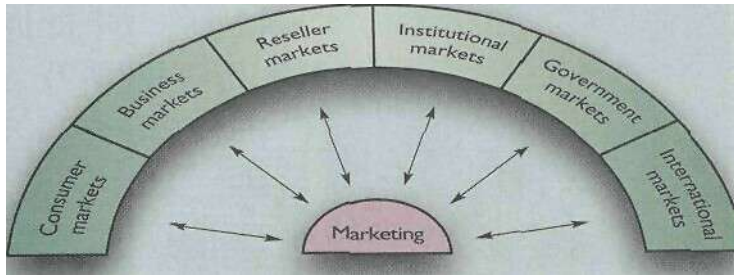 Consumer
markets
Business
markets
Reseller
markets
Institutional
markets
Government
markets
International
markets
Marketing